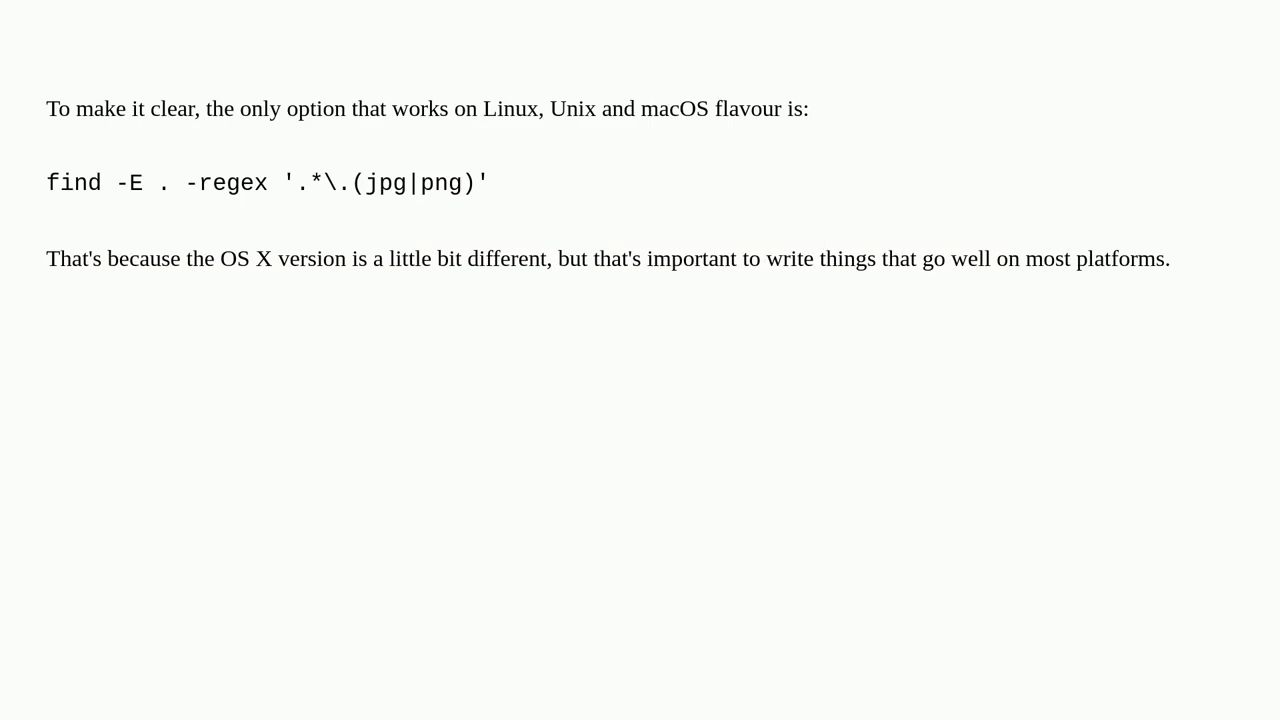 To make it clear, the only option that works on Linux, Unix and macOS flavour is:
find -E . -regex '.*\.(jpg|png)'
That's because the OS X version is a little bit different, but that's important to write things that go well on most platforms.